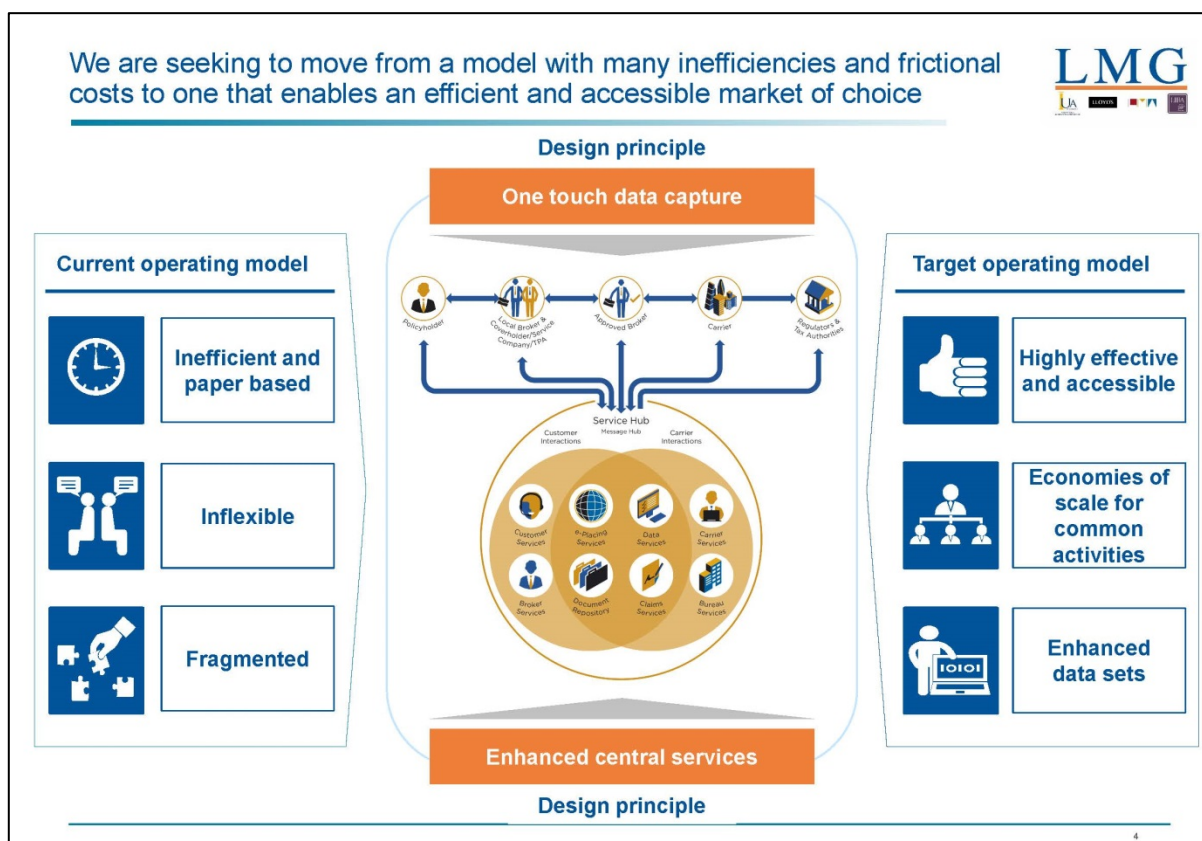 We are seeking to move from a model with many inefficiencies and frictional
costs to one that enables an efficient and accessible market of choice
LMG
IUA
LLOYD'S
LIIBA
Design principle
One touch data capture
Current operating model
Inefficient and
paper based
Inflexible
Fragmented
Policyholder
Local Broker &
Coverholder/Service
Company/TPA
Approved Broker
Carrier
Regulators &
Tax Authorities
Service Hub
Message Hub
Customer
Interactions
Carrier
Interactions
Customer
Services
e-Placing
Services
Data
Services
Carrier
Services
Broker
Services
Document
Repository
Claims
Services
Bureau
Services
Target operating model
Highly effective
and accessible
Economies of
scale for
common
activities
IOIOI
Enhanced
data sets
Enhanced central services
Design principle
4